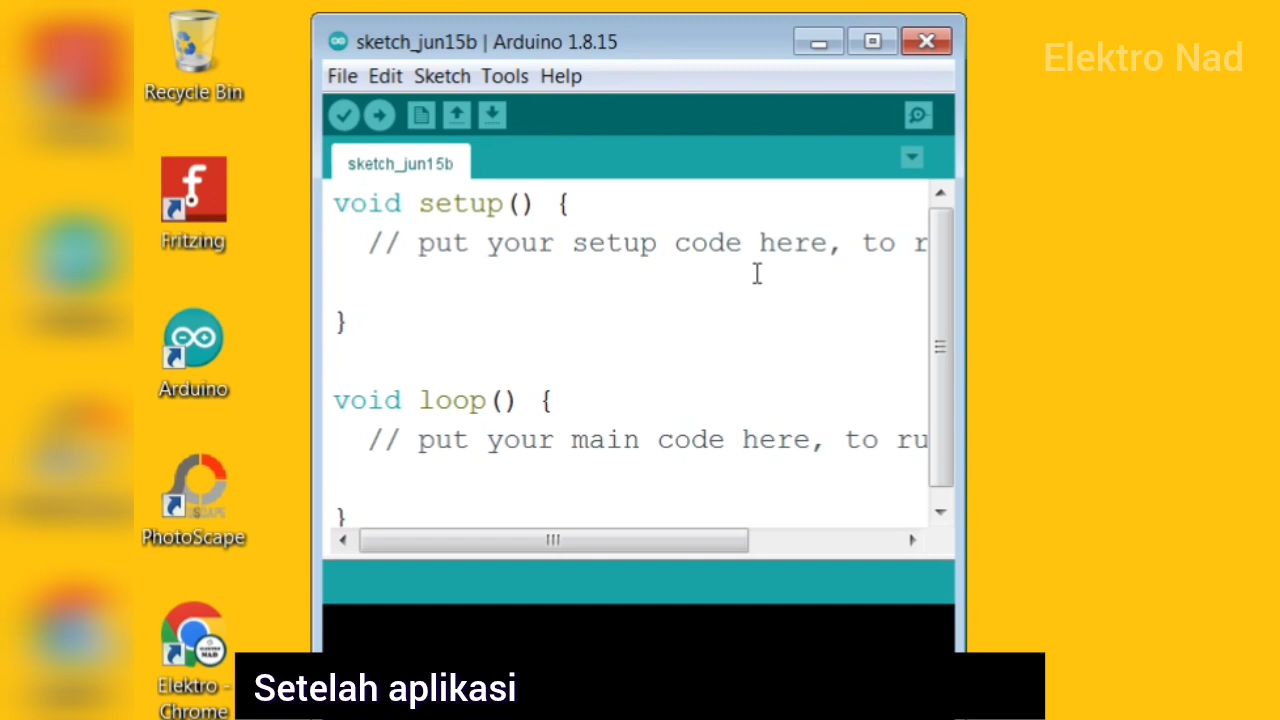 Recycle Bin
Fritzing
Arduino
PhotoScape
Elektro -
Chrome
sketch_jun15b | Arduino 1.8.15
File Edit Sketch Tools Help
sketch_jun15b
void setup() {
// put your setup code here, to r
}
void loop() {
// put your main code here, to ru
}
Elektro Nad
Setelah aplikasi